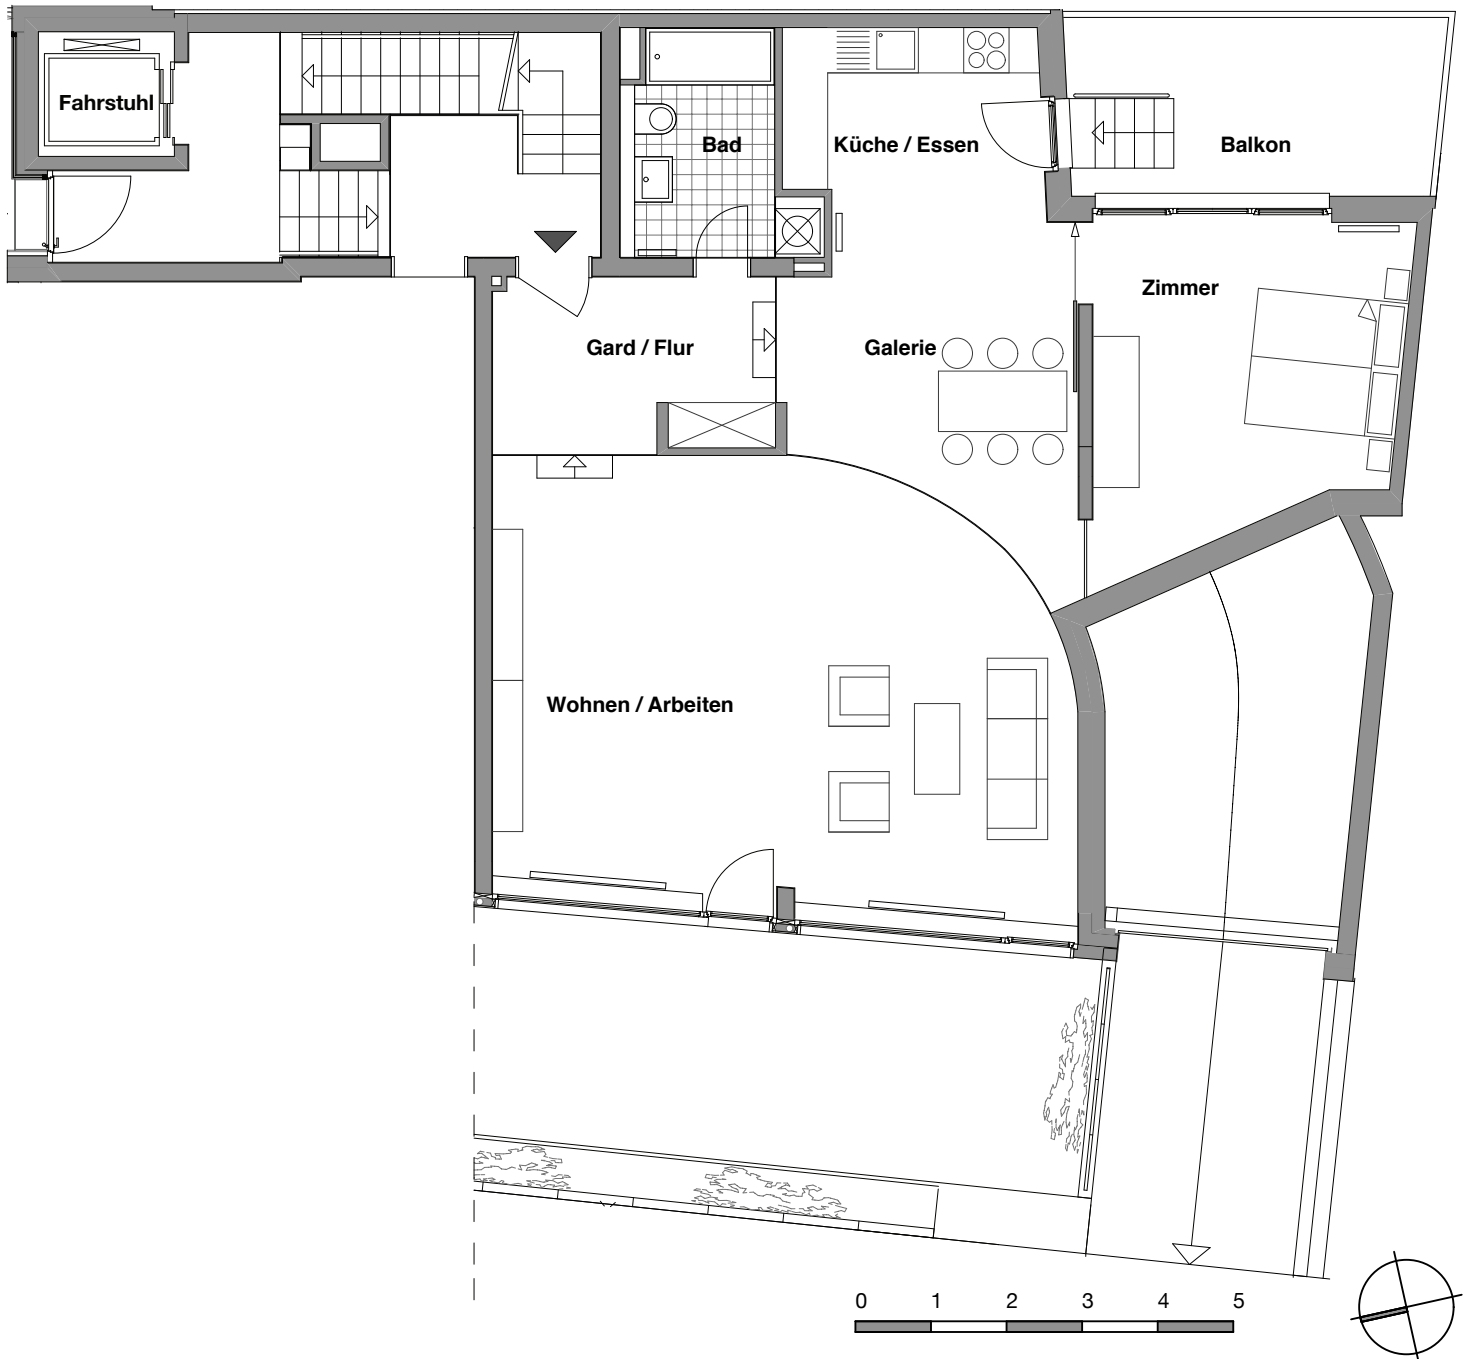 Fahrstuhl
Bad
Küche / Essen
Balkon
Zimmer
Gard / Flur
Galerie
Wohnen / Arbeiten
0 1 2 3 4 5